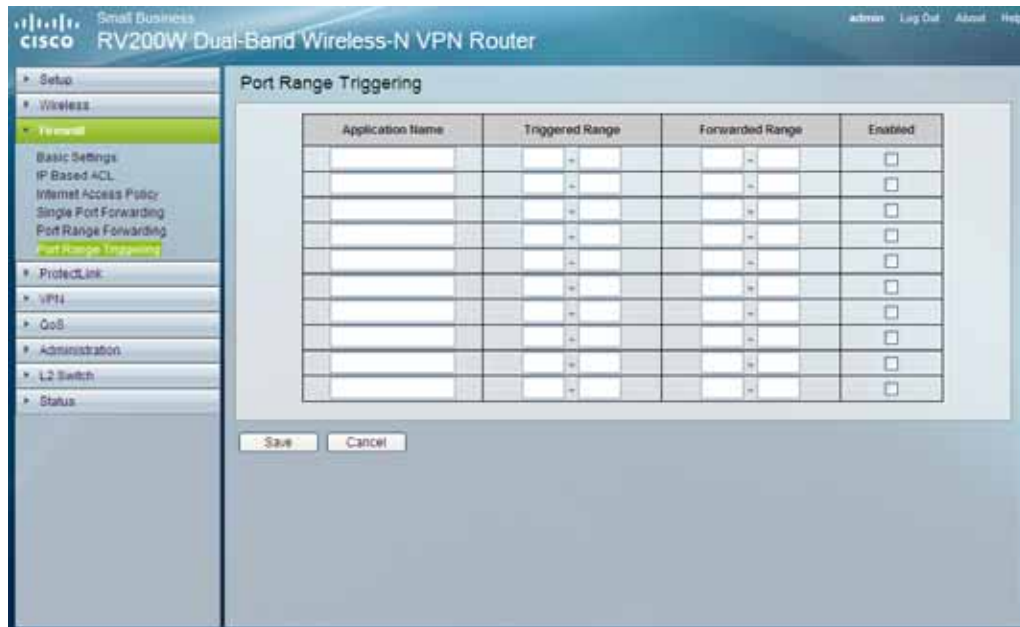 Small Business
CISCO RV200W Dual-Band Wireless-N VPN Router
admin Log Out About Help
Setup
Wireless
Firewall
Basic Settings
IP Based ACL
Internet Access Policy
Single Port Forwarding
Port Range Forwarding
Port Range Triggering
ProtectLink
VPN
QoS
Administration
L2 Switch
Status
Port Range Triggering
Application Name Triggered Range Forwarded Range Enabled
- -
- -
- -
- -
- -
- -
- -
- -
- -
- -
Save Cancel